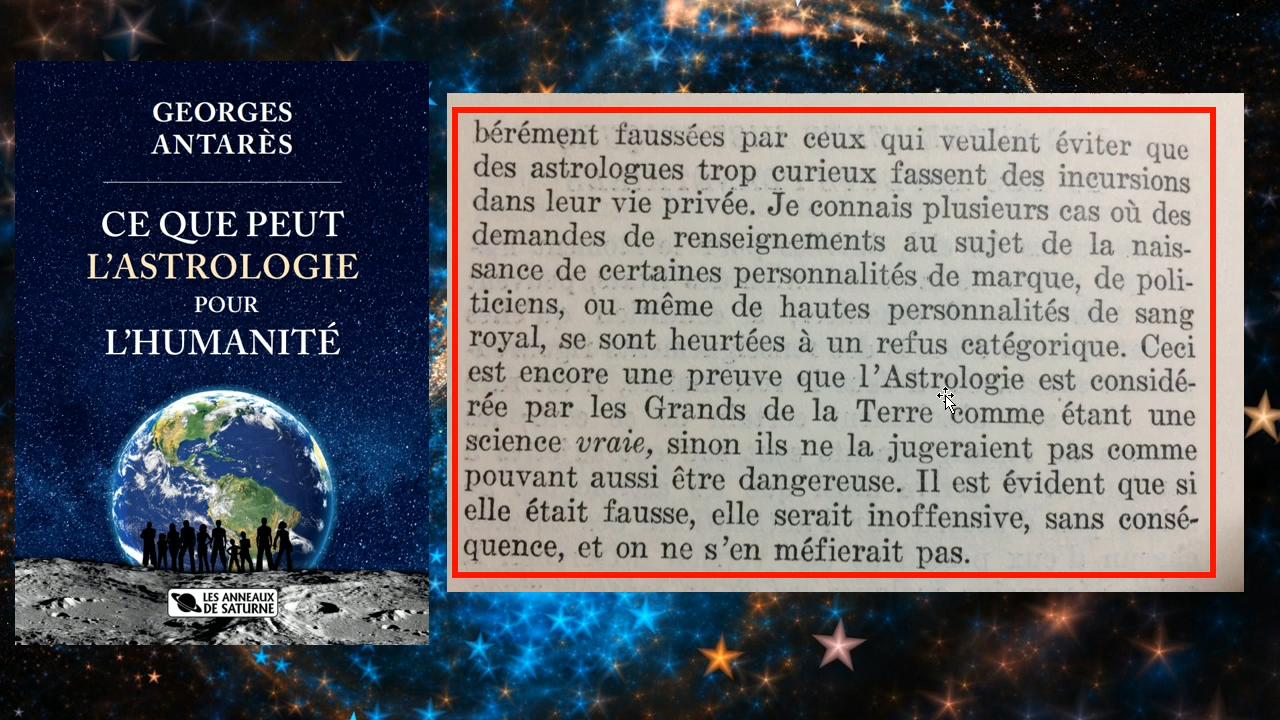 GEORGES
ANTARÈS
CE QUE PEUT
L'ASTROLOGIE
POUR
L'HUMANITÉ
LES ANNEAUX
DE SATURNE
bérément faussées par ceux qui veulent éviter que
des astrologues trop curieux fassent des incursions
dans leur vie privée. Je connais plusieurs cas où des
demandes de renseignements au sujet de la nais-
sance de certaines personnalités de marque, de poli-
ticiens, ou même de hautes personnalités de sang
royal, se sont heurtées à un refus catégorique. Ceci
est encore une preuve que l'Astrologie est considé-
rée par les Grands de la Terre comme étant une
science vraie, sinon ils ne la jugeraient pas comme
pouvant aussi être dangereuse. Il est évident que si
elle était fausse, elle serait inoffensive, sans consé-
quence, et on ne s'en méfierait pas.